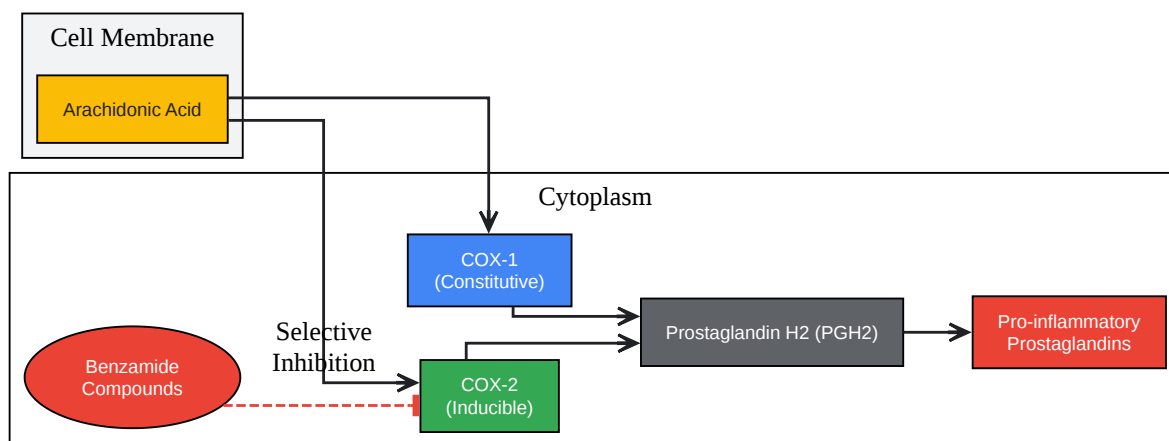 Cell Membrane
Arachidonic Acid
Cytoplasm
COX-1
(Constitutive)
Prostaglandin H2 (PGH2)
Pro-inflammatory
Prostaglandins
Selective
Inhibition
Benzamide
Compounds
COX-2
(Inducible)